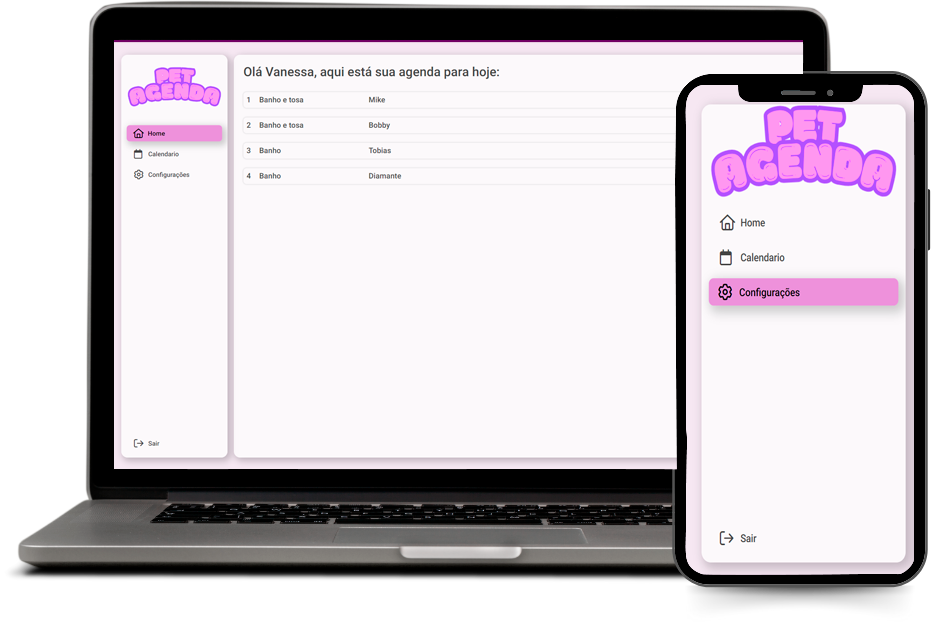 PET
AGENDA
Home
Calendario
Configurações
Sair
Olá Vanessa, aqui está sua agenda para hoje:
1 Banho e tosa Mike
2 Banho e tosa Bobby
3 Banho Tobias
4 Banho Diamante
PET
AGENDA
Home
Calendario
Configurações
Sair